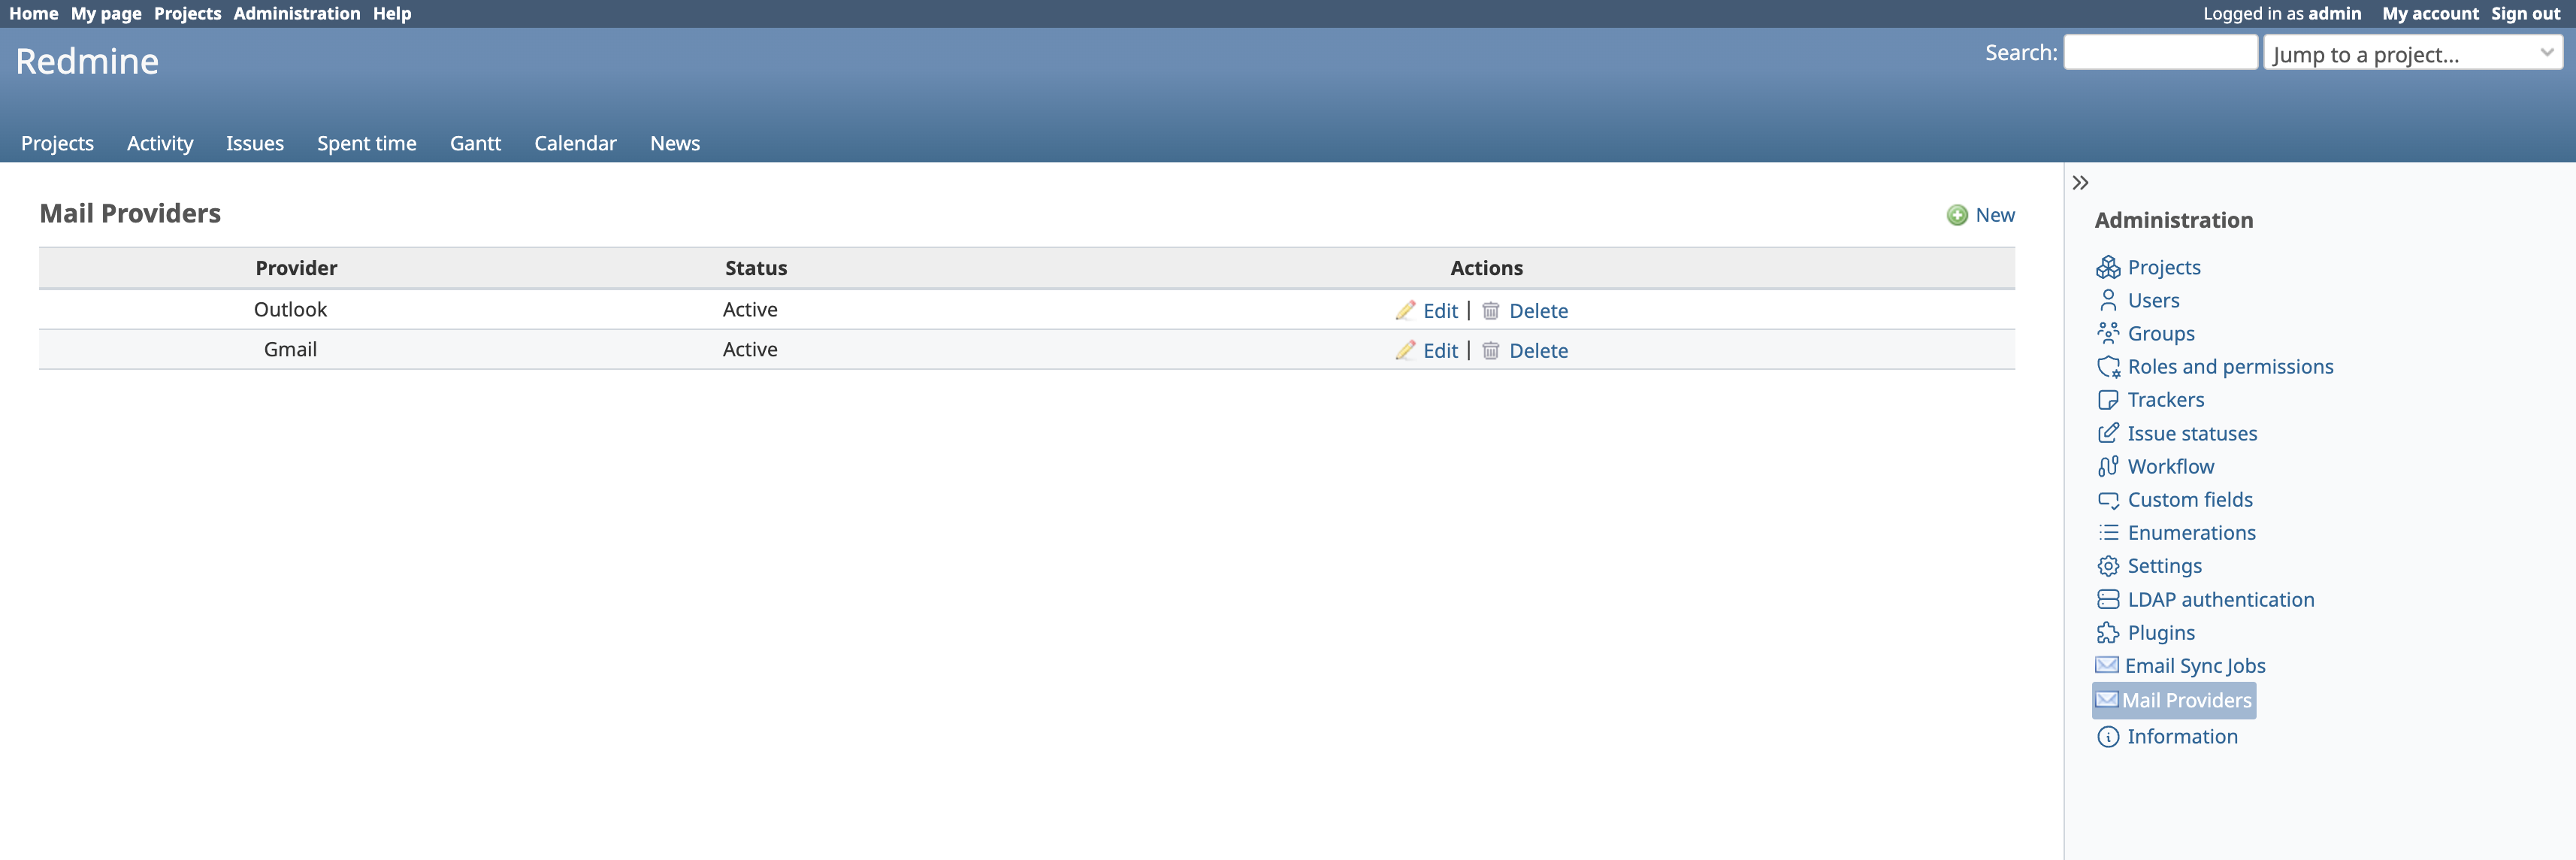 Home My page Projects Administration Help
Logged in as admin My account Sign out
Redmine
Search: Jump to a project...
Projects Activity Issues Spent time Gantt Calendar News
Mail Providers
New
Provider Status Actions
Outlook Active Edit | Delete
Gmail Active Edit | Delete
Administration
Projects
Users
Groups
Roles and permissions
Trackers
Issue statuses
Workflow
Custom fields
Enumerations
Settings
LDAP authentication
Plugins
Email Sync Jobs
Mail Providers
Information